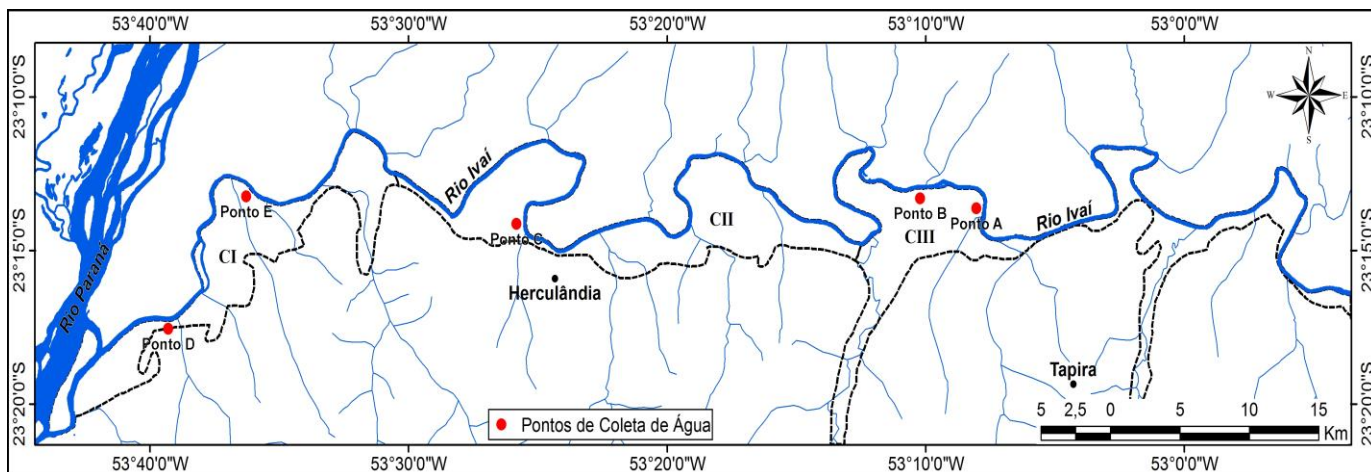 53°40'0"W 53°30'0"W 53°20'0"W 53°10'0"W 53°0'0"W
23°10'0"S 23°10'0"S
N
W E
S
Rio Ivaí
Ponto E
Ponto B
CII
Ponto C
Ponto A
Rio Ivaí
CIII
CI
23°15'0"S 23°15'0"S
Rio Paraná
Herculândia
Ponto D
Tapira
23°20'0"S 23°20'0"S
Pontos de Coleta de Água
5 2,5 0 5 10 15
Km
53°40'0"W 53°30'0"W 53°20'0"W 53°10'0"W 53°0'0"W